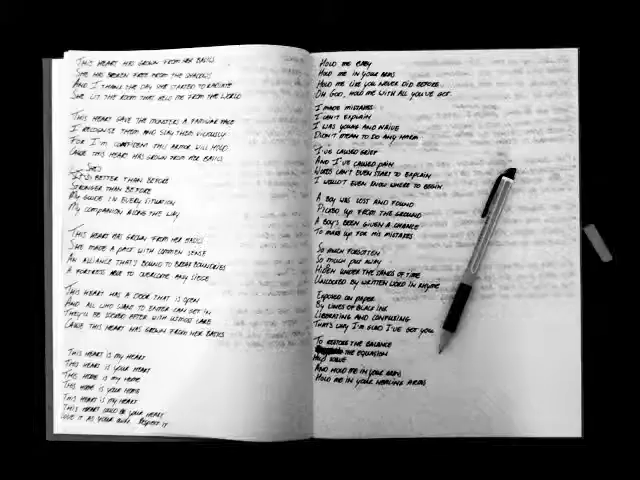 This heart has grown from her basis
She has broken free from the shadows
And I thank the day she started to radiate
She lit the room that held me from the world
This heart gave the monsters a familiar face
I recognise them and slay them viciously
For I'm confident this armor will hold
Cause this heart has grown from her basis
She's
better than before
Stronger than before
My guide in every situation
My companion along the way
This heart has grown from her basis
She made a pact with common sense
An alliance that's bound to break boundaries
A fortress able to overcome any siege
This heart has a door that is open
And all who want to enter can get in
They'll be looked after with utmost care
Cause this heart has grown from her basis
This heart is my heart
This heart is your heart
This home is my home
This home is your home
This heart is my heart
This heart could be your heart
Love it as your own. Respect it
Hold me baby
Hold me in your arms
Hold me like you never did before
Oh God, hold me with all you've got
I made mistakes
I can't explain
I was young and naive
Didn't mean to do any harm
I've caused grief
And I've caused pain
Words can't even start to explain
I wouldn't even know where to begin
A boy was lost and found
Picked up from the ground
A boy's been given a chance
To make up for his mistakes
So much forgotten
So much put away
Hiden under the sands of time
Unlocked by written word in rhyme
Exposed on paper
By lines of black ink
Liberating and confusing
That's why I'm glad I've got you
To restore the balance
the equation
And hold me in your arms
Hold me in your healing arms